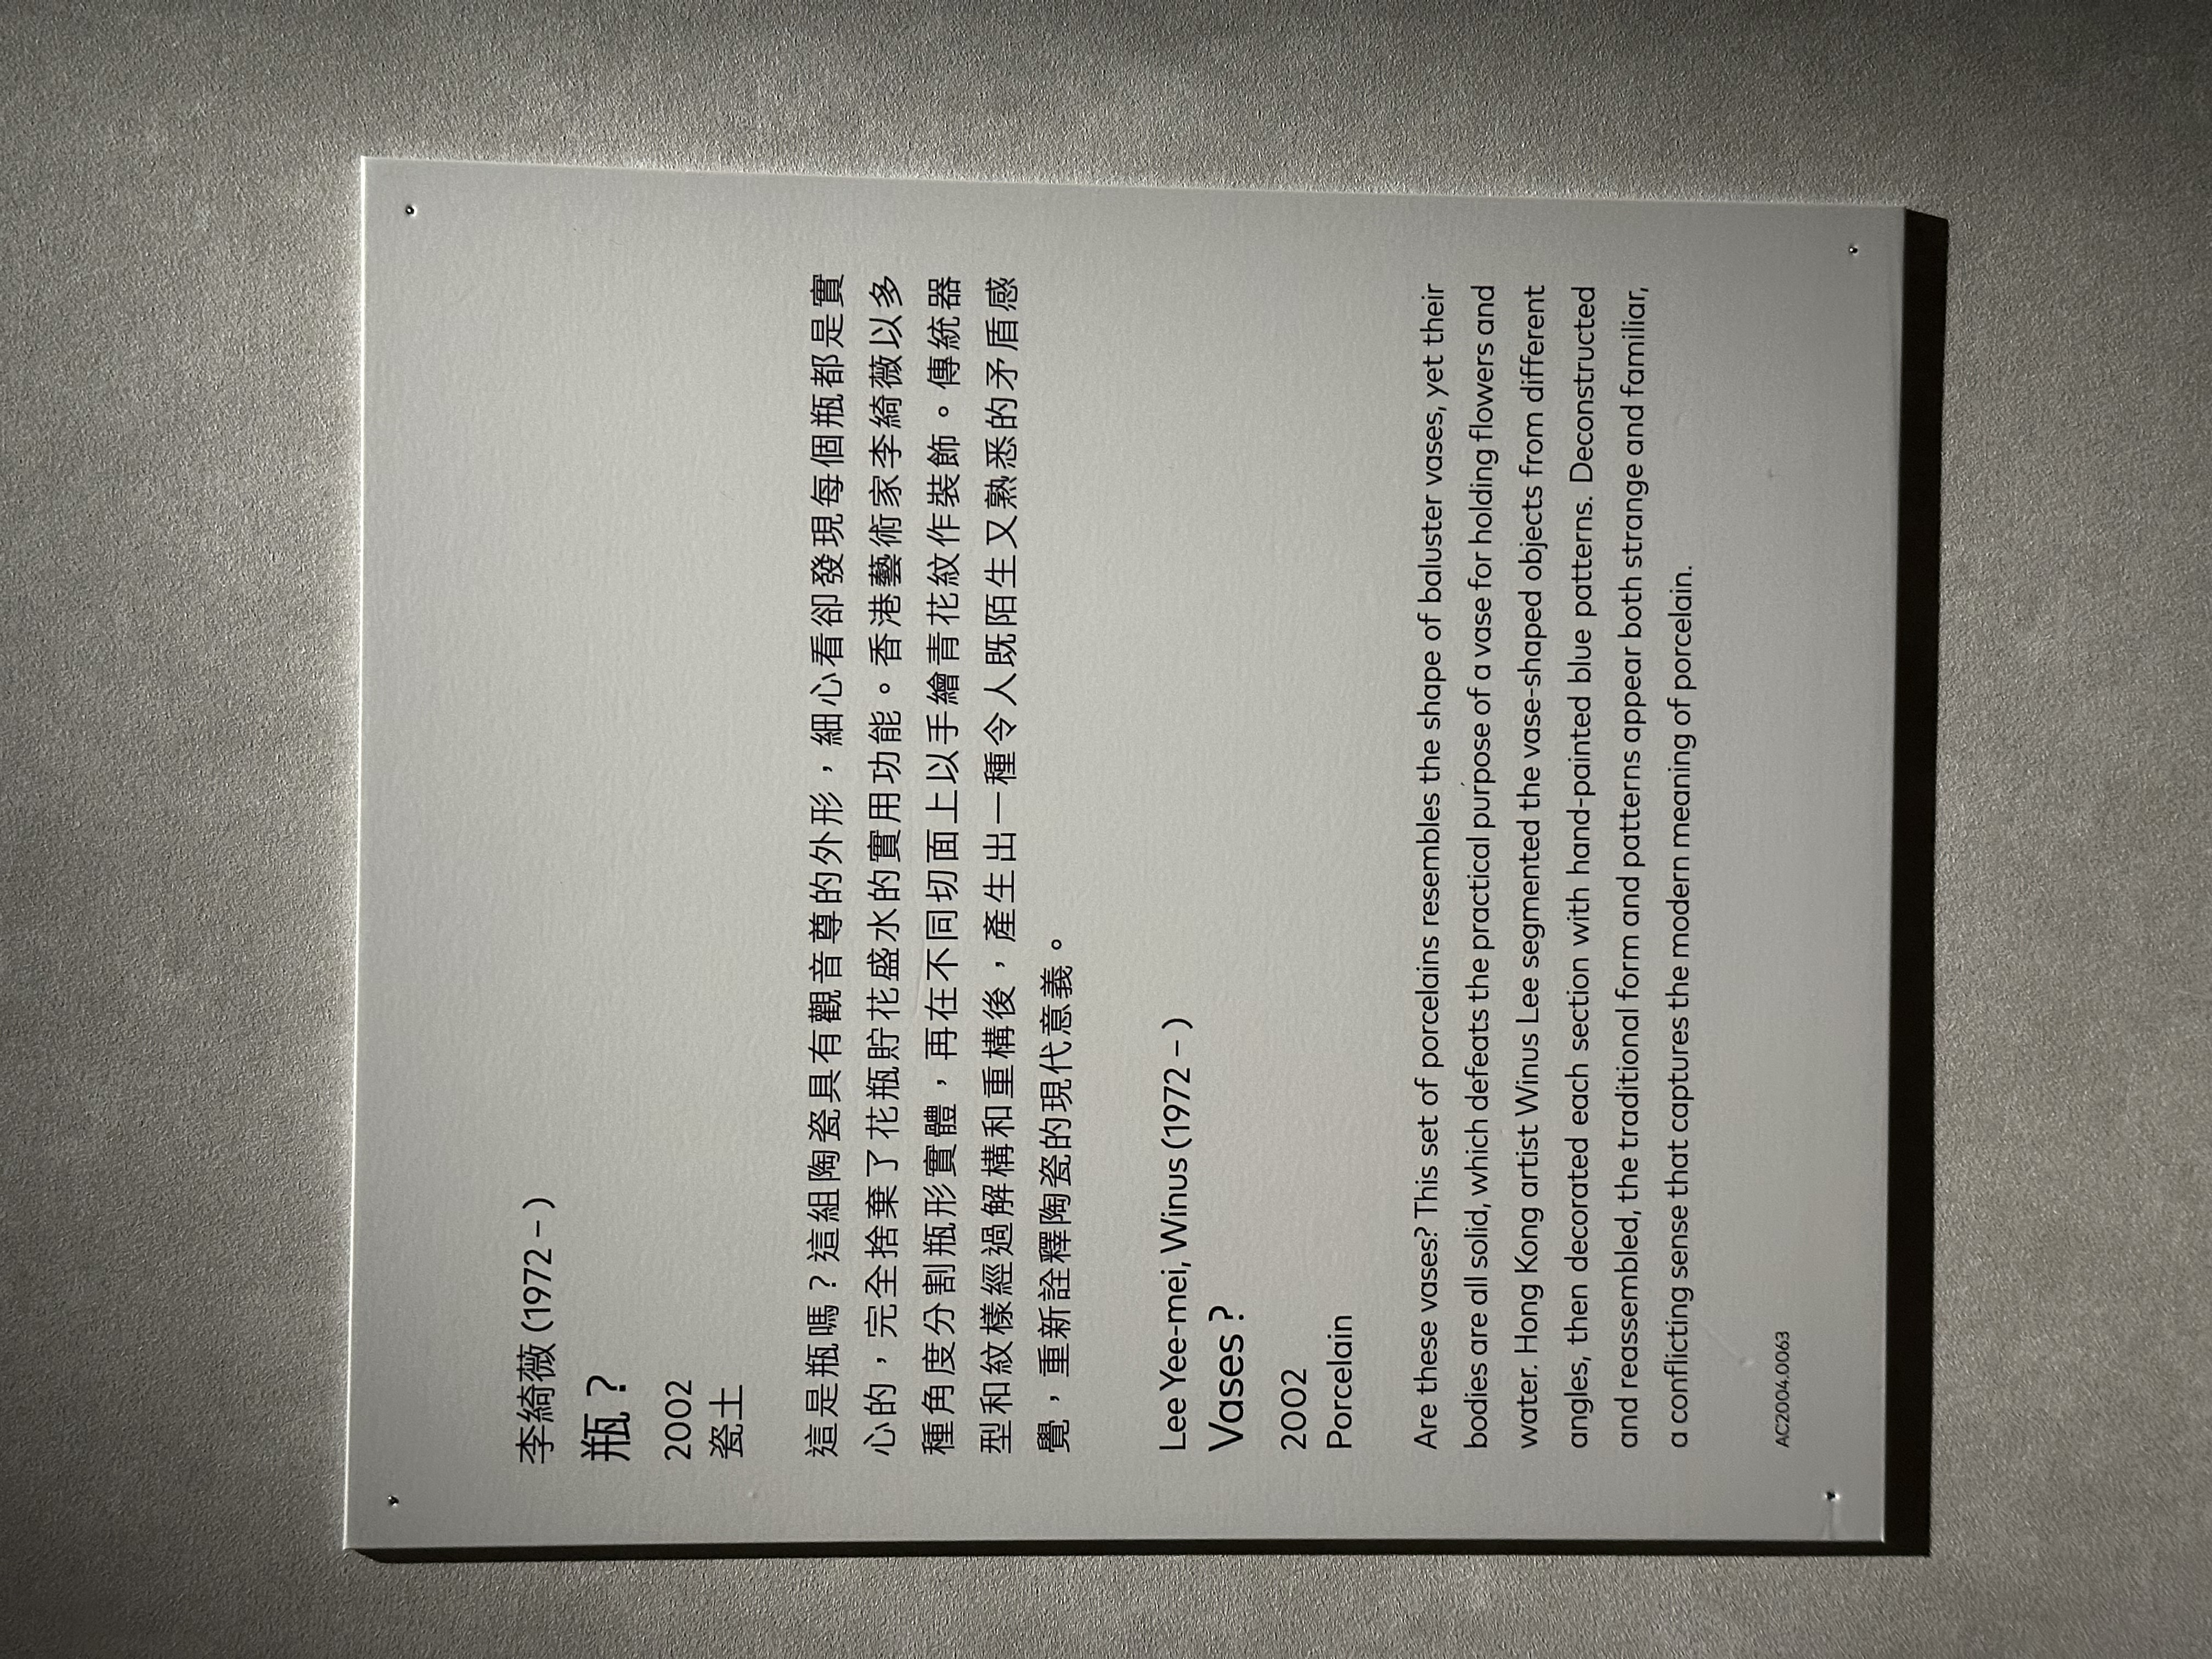 李綺薇 (1972 – )
瓶？
2002
瓷土
這是瓶嗎？這組陶瓷具有觀音尊的外形，細心看卻發現每個瓶都是實
心的，完全捨棄了花瓶貯花盛水的實用功能。香港藝術家李綺薇以多
種角度分割瓶形實體，再在不同切面上以手繪青花紋作裝飾。傳統器
型和紋樣經過解構和重構後，產生出一種令人既陌生又熟悉的矛盾感
覺，重新詮釋陶瓷的現代意義。
Lee Yee-mei, Winus (1972 – )
Vases ?
2002
Porcelain
Are these vases? This set of porcelains resembles the shape of baluster vases, yet their
bodies are all solid, which defeats the practical purpose of a vase for holding flowers and
water. Hong Kong artist Winus Lee segmented the vase-shaped objects from different
angles, then decorated each section with hand-painted blue patterns. Deconstructed
and reassembled, the traditional form and patterns appear both strange and familiar,
a conflicting sense that captures the modern meaning of porcelain.
AC2004.0063